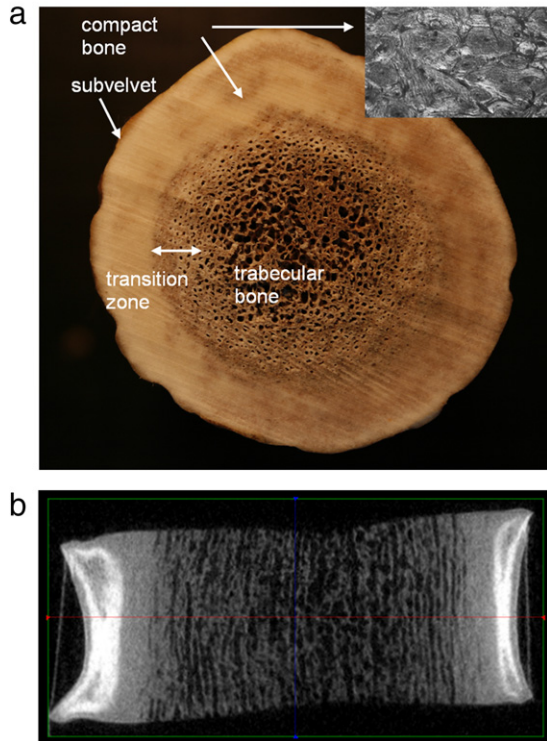 a
compact
bone
subvelvet
transition
zone
trabecular
bone
b